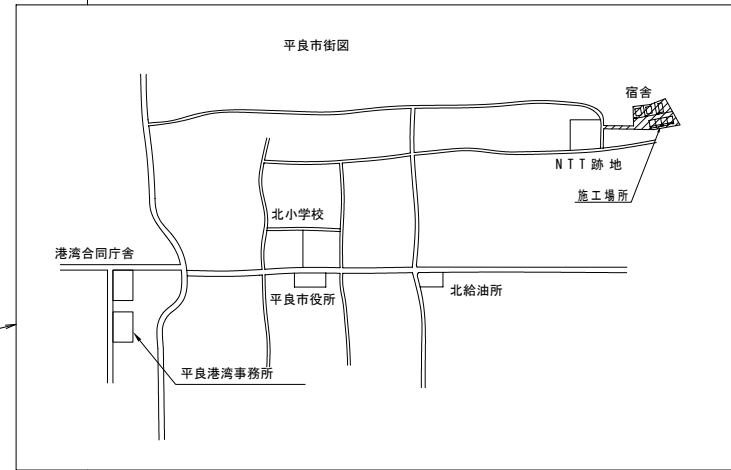 平良市街図
宿舎
NTT跡地
施工場所
北小学校
港湾合同庁舎
平良市役所
北給油所
平良港湾事務所